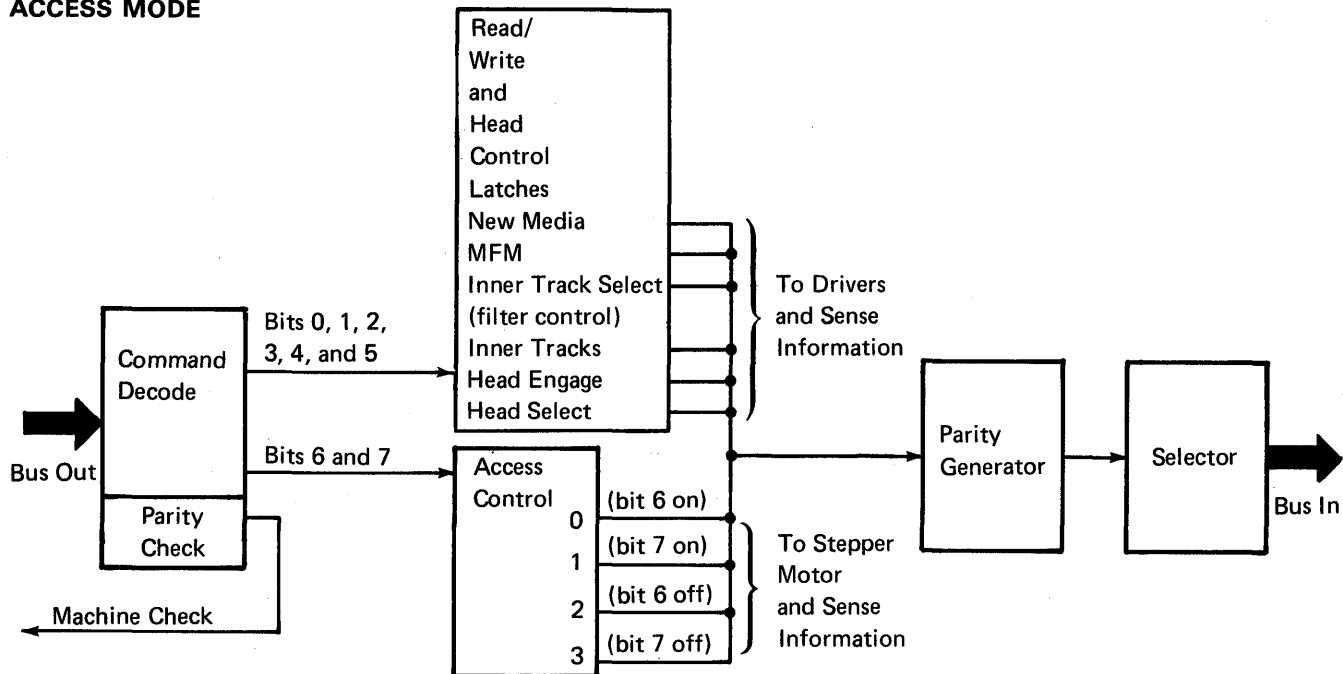 ACCESS MODE
Read/
Write
and
Head
Control
Latches
New Media
MFM
Inner Track Select
(filter control)
Inner Tracks
Head Engage
Head Select
To Drivers
and Sense
Information
Bits 0, 1, 2,
3, 4, and 5
Command
Decode
Bus Out
Bits 6 and 7
Parity
Check
Machine Check
Access
Control
0
(bit 6 on)
1
(bit 7 on)
2
(bit 6 off)
3
(bit 7 off)
To Stepper
Motor
and Sense
Information
Parity
Generator
Selector
Bus In